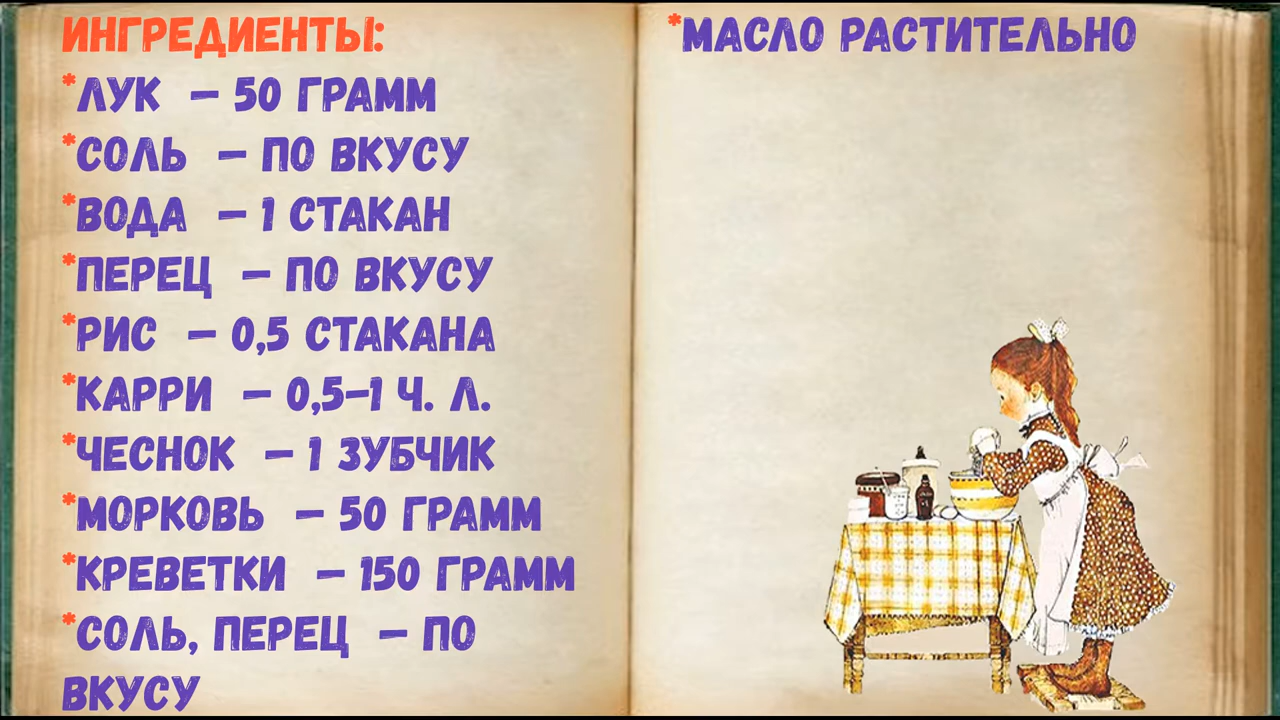 ИНГРЕДИЕНТЫ:
*ЛУК – 50 ГРАММ
*СОЛЬ – ПО ВКУСУ
*ВОДА – 1 СТАКАН
*ПЕРЕЦ – ПО ВКУСУ
*РИС – 0,5 СТАКАНА
*КАРРИ – 0,5-1 Ч. Л.
*ЧЕСНОК – 1 ЗУБЧИК
*МОРКОВЬ – 50 ГРАММ
*КРЕВЕТКИ – 150 ГРАММ
*СОЛЬ, ПЕРЕЦ – ПО
ВКУСУ
*МАСЛО РАСТИТЕЛЬНО